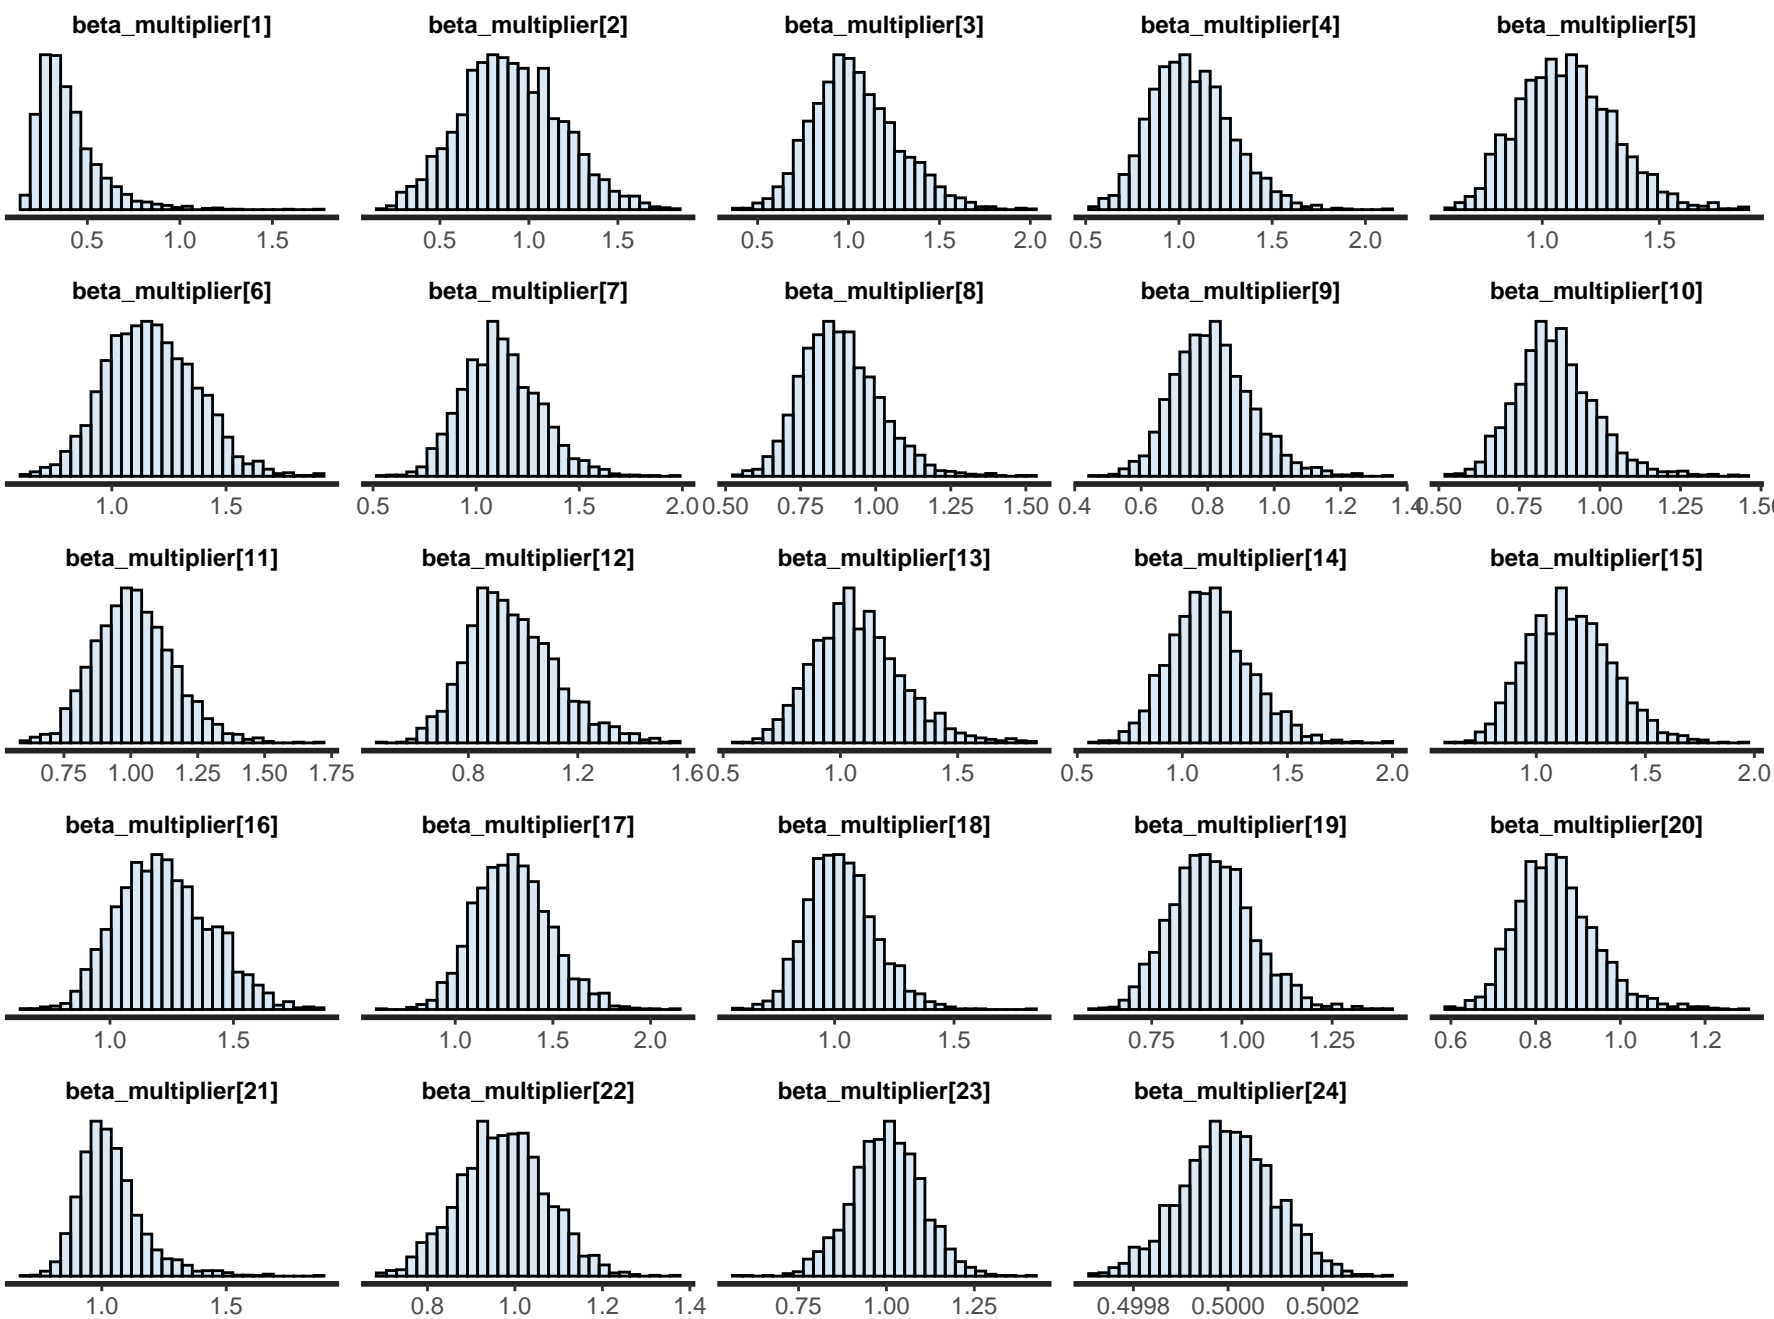 beta_multiplier[1] beta_multiplier[2] beta_multiplier[3] beta_multiplier[4] beta_multiplier[5]
0.5 1.0 1.5 0.5 1.0 1.5 0.5 1.0 1.5 2.0 0.5 1.0 1.5 2.0 1.0 1.5
beta_multiplier[6] beta_multiplier[7] beta_multiplier[8] beta_multiplier[9] beta_multiplier[10]
1.0 1.5 0.5 1.0 1.5 2.0 0.50 0.75 1.00 1.25 1.50 0.4 0.6 0.8 1.0 1.2 1.4 0.50 0.75 1.00 1.25 1.50
beta_multiplier[11] beta_multiplier[12] beta_multiplier[13] beta_multiplier[14] beta_multiplier[15]
0.75 1.00 1.25 1.50 1.75 0.8 1.2 1.6 0.5 1.0 1.5 0.5 1.0 1.5 2.0 1.0 1.5 2.0
beta_multiplier[16] beta_multiplier[17] beta_multiplier[18] beta_multiplier[19] beta_multiplier[20]
1.0 1.5 1.0 1.5 2.0 1.0 1.5 0.75 1.00 1.25 0.6 0.8 1.0 1.2
beta_multiplier[21] beta_multiplier[22] beta_multiplier[23] beta_multiplier[24]
1.0 1.5 0.8 1.0 1.2 1.4 0.75 1.00 1.25 0.4998 0.5000 0.5002